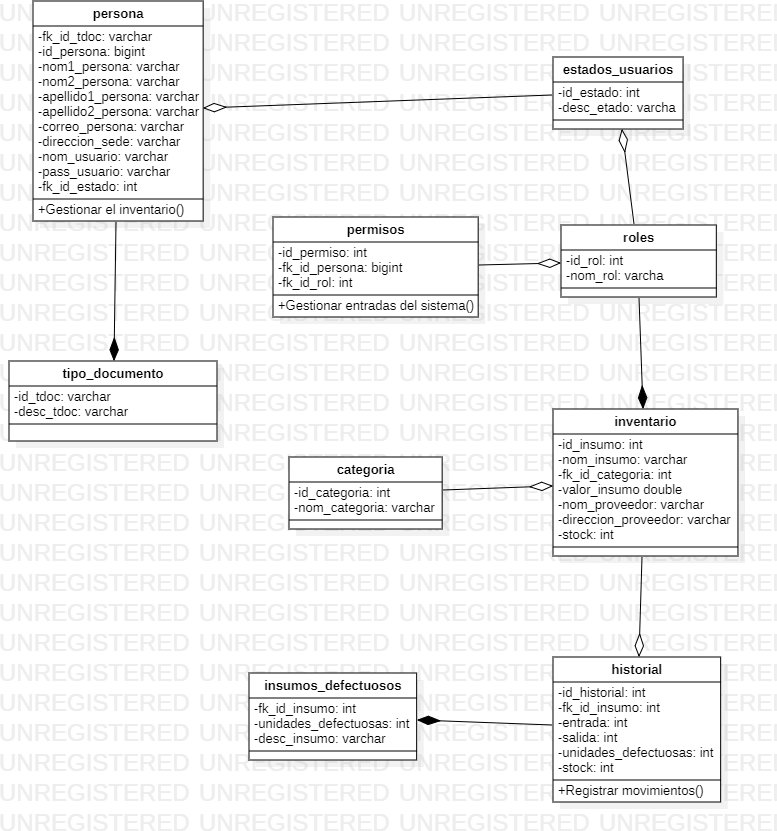 persona
-fk_id_tdoc: varchar
-id_persona: bigint
-nom1_persona: varchar
-nom2_persona: varchar
-apellido1_persona: varchar
-apellido2_persona: varchar
-correo_persona: varchar
-direccion_sede: varchar
-nom_usuario: varchar
-pass_usuario: varchar
-fk_id_estado: int
+Gestionar el inventario()
estados_usuarios
-id_estado: int
-desc_etado: varcha
permisos
-id_permiso: int
-fk_id_persona: bigint
-fk_id_rol: int
+Gestionar entradas del sistema()
roles
-id_rol: int
-nom_rol: varcha
tipo_documento
-id_tdoc: varchar
-desc_tdoc: varchar
categoria
-id_categoria: int
-nom_categoria: varchar
inventario
-id_insumo: int
-nom_insumo: varchar
-fk_id_categoria: int
-valor_insumo double
-nom_proveedor: varchar
-direccion_proveedor: varchar
-stock: int
insumos_defectuosos
-fk_id_insumo: int
-unidades_defectuosas: int
-desc_insumo: varchar
historial
-id_historial: int
-fk_id_insumo: int
-entrada: int
-salida: int
-unidades_defectuosas: int
-stock: int
+Registrar movimientos()
UNREGISTERED